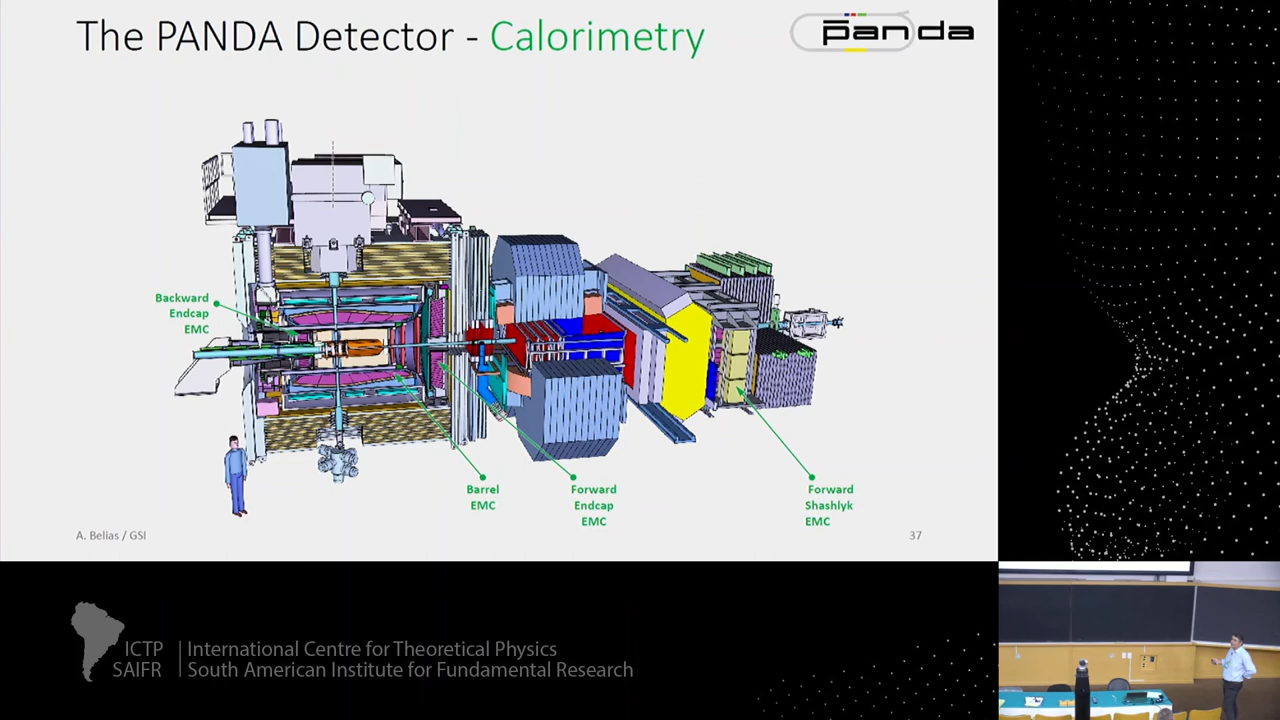 The PANDA Detector - Calorimetry
panda
Backward
Endcap
EMC
Barrel
EMC
Forward
Endcap
EMC
Forward
Shashlyk
EMC
A. Belias / GSI
37
ICTP
SAIFR
International Centre for Theoretical Physics
South American Institute for Fundamental Research